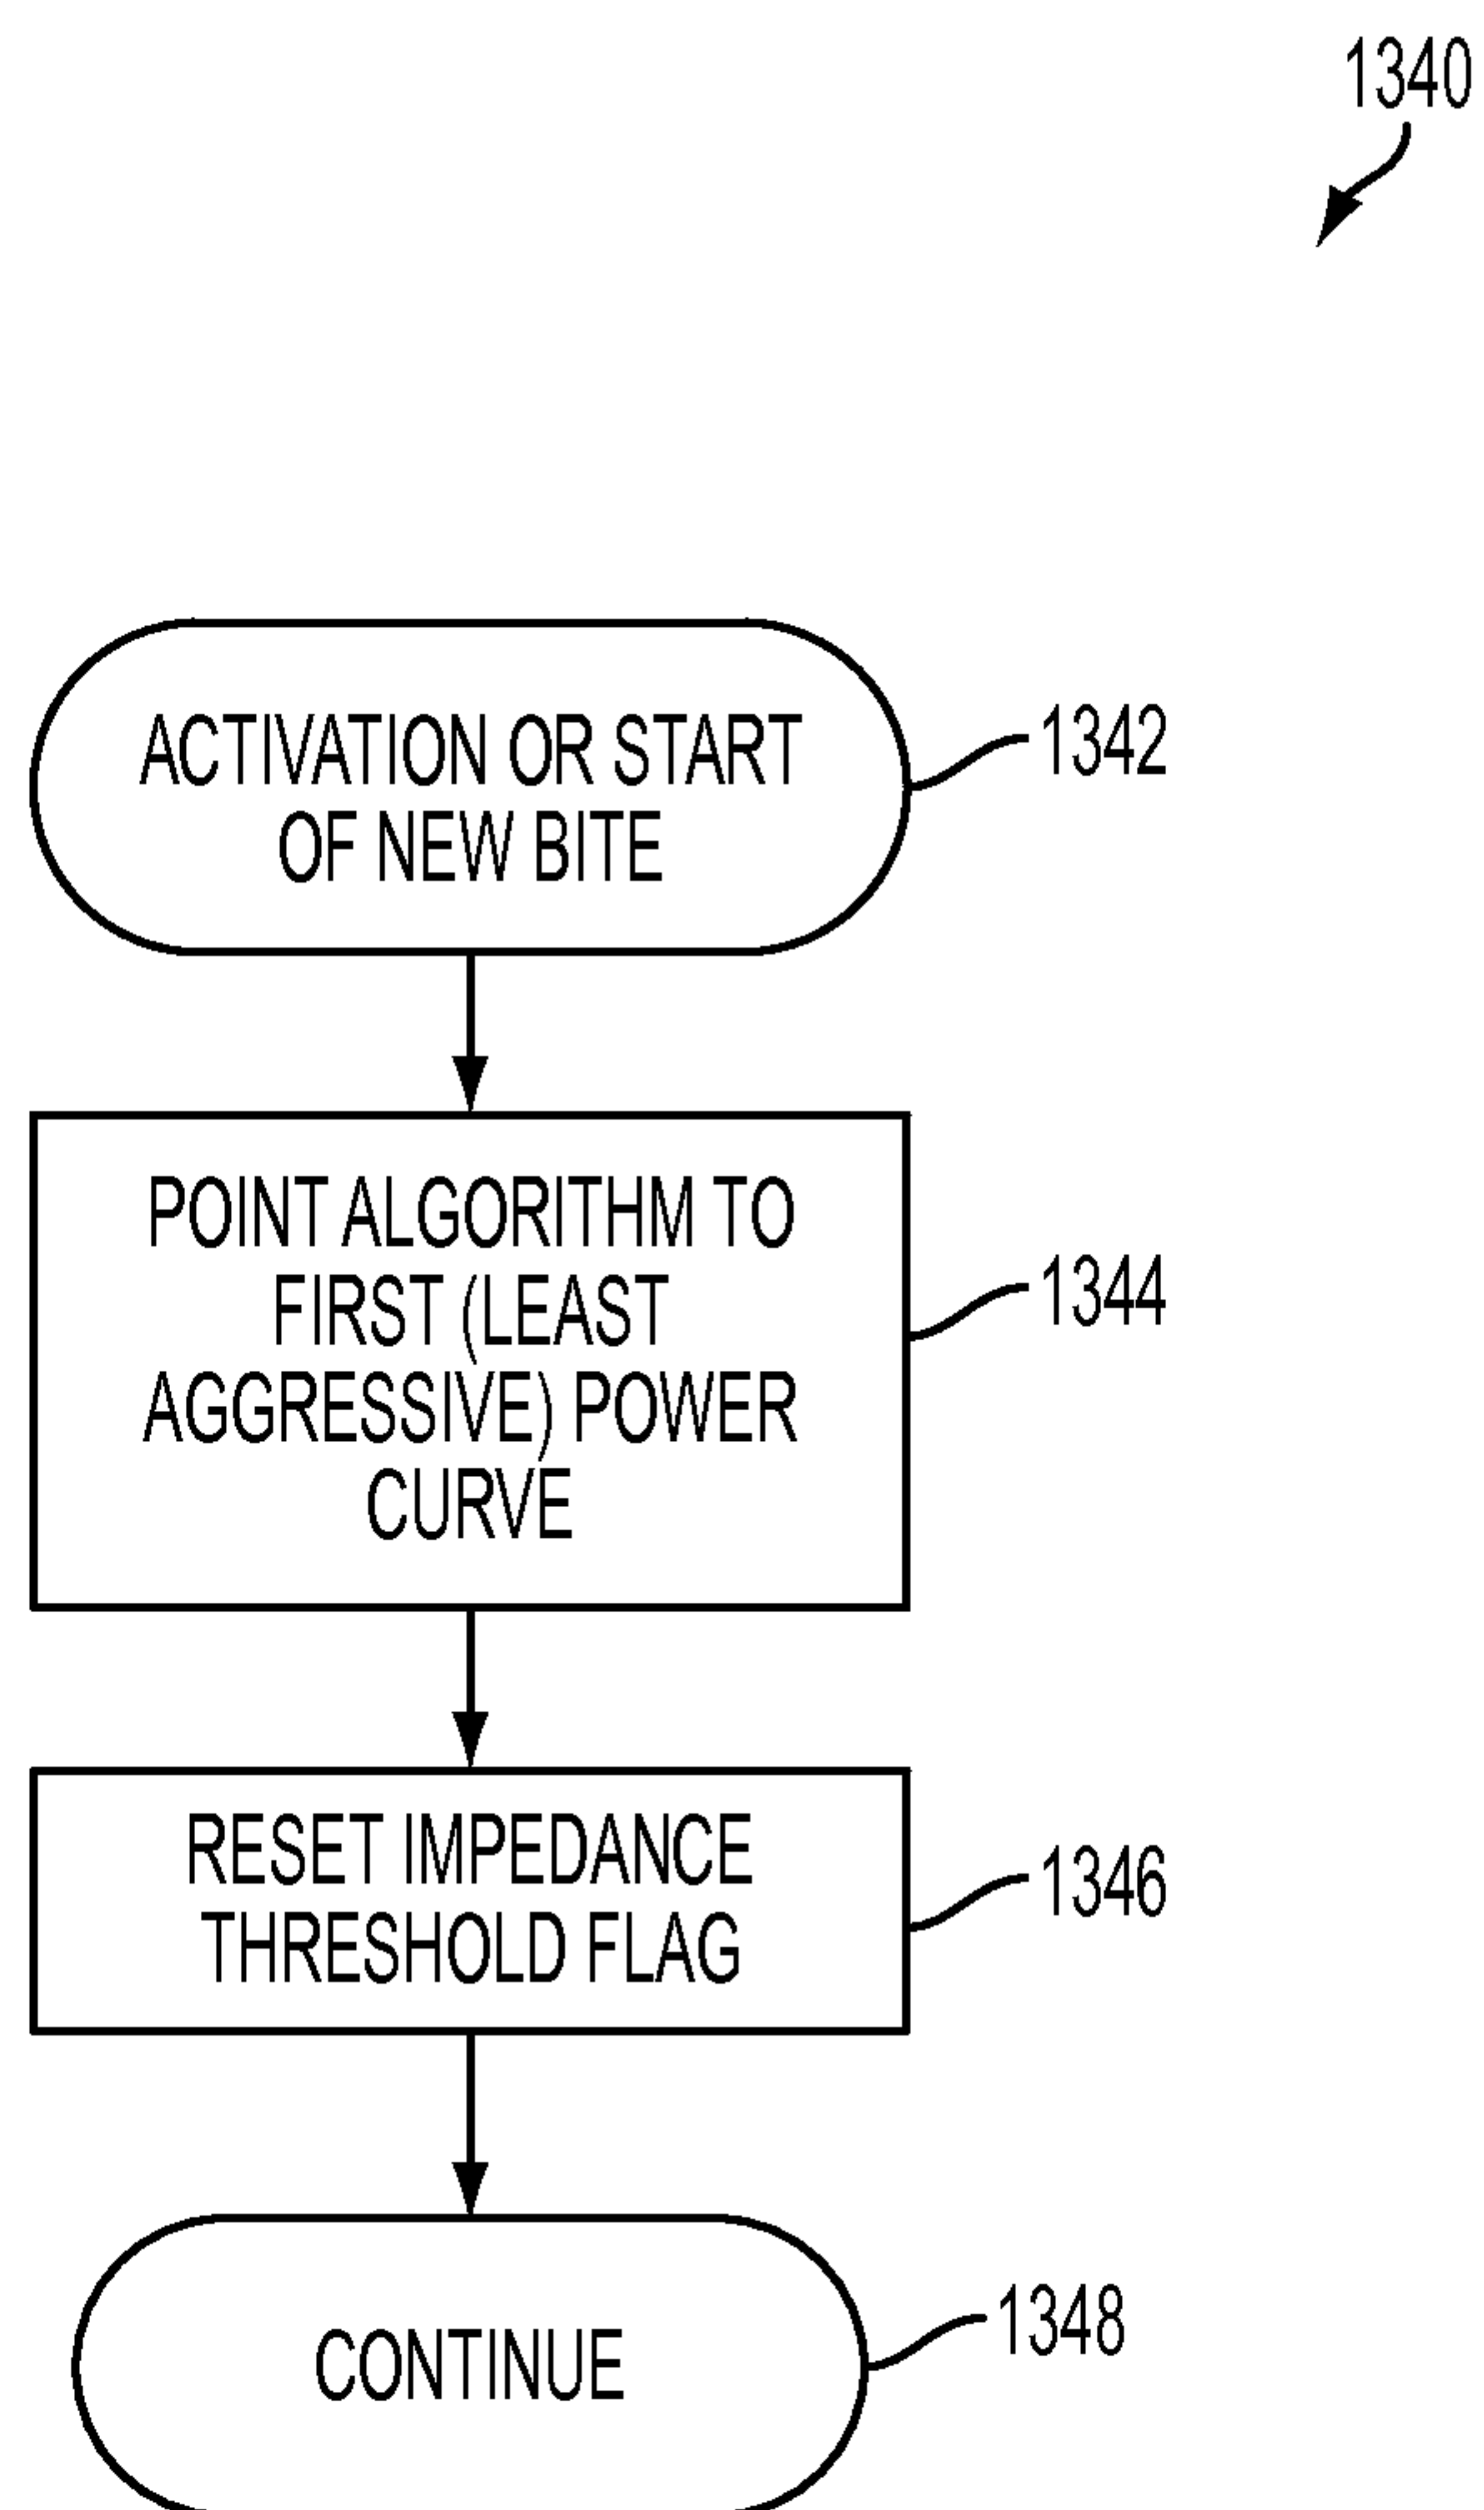 1340
ACTIVATION OR START
OF NEW BITE
1342
POINT ALGORITHM TO
FIRST (LEAST
AGGRESSIVE) POWER
CURVE
1344
RESET IMPEDANCE
THRESHOLD FLAG
1346
CONTINUE
1348